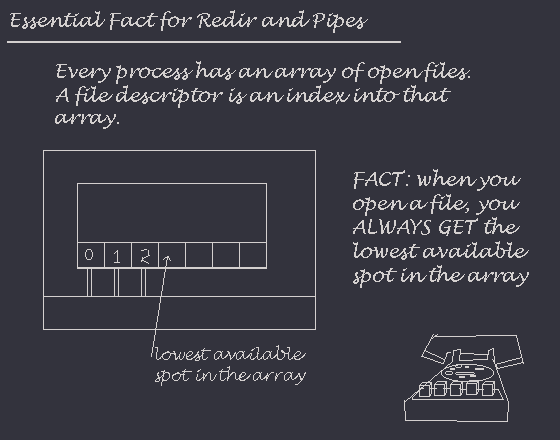 Essential Fact for Redir and Pipes
Every process has an array of open files.
A file descriptor is an index into that
array.
FACT: when you
open a file, you
ALWAYS GET the
lowest available
spot in the array
0 1 2
lowest available
spot in the array